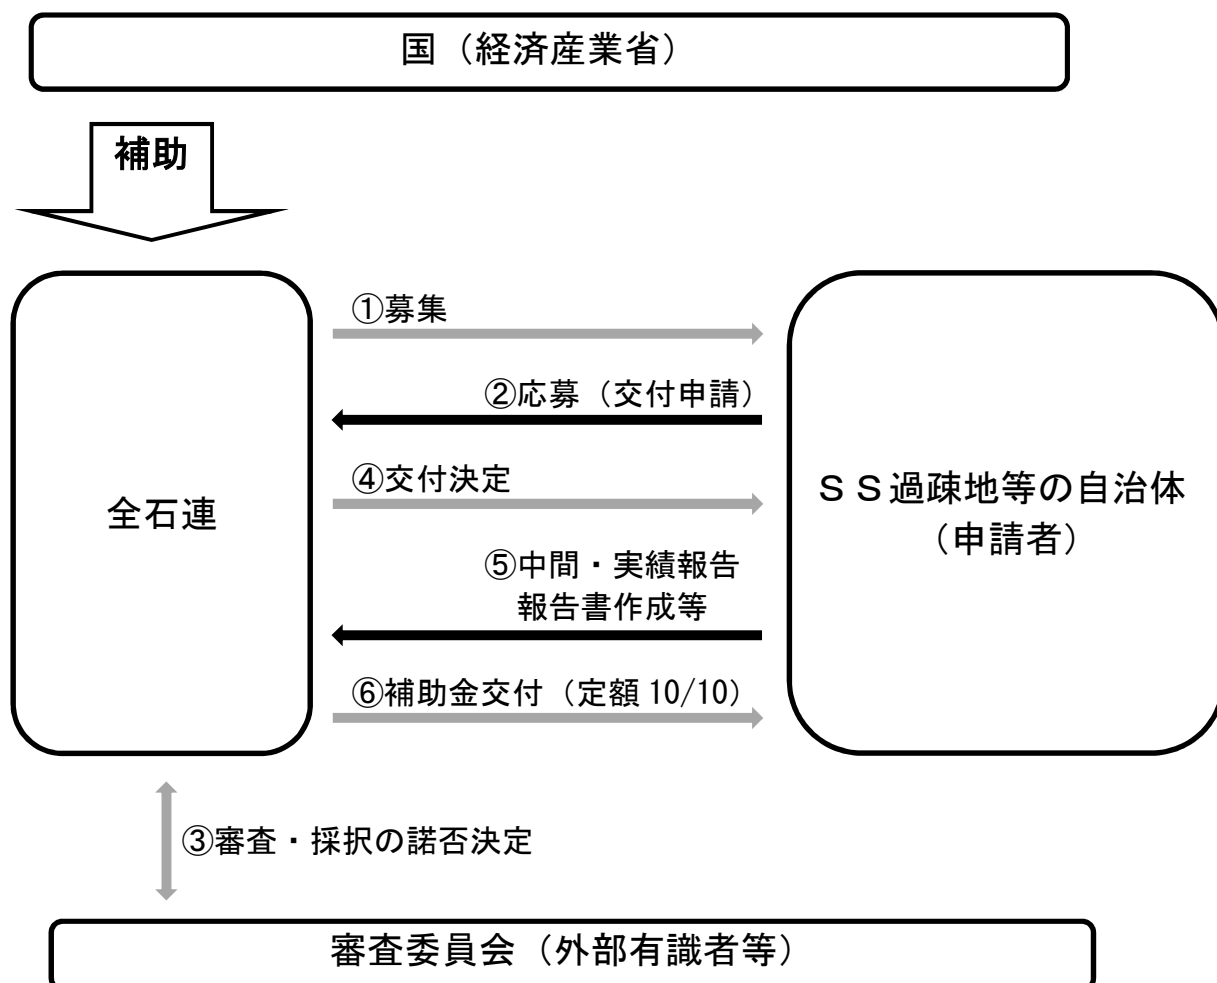 国（経済産業省）
補助
①募集
②応募（交付申請）
④交付決定
全石連
ＳＳ過疎地等の自治体
（申請者）
⑤中間・実績報告
報告書作成等
⑥補助金交付（定額 10/10）
③審査・採択の諾否決定
審査委員会（外部有識者等）